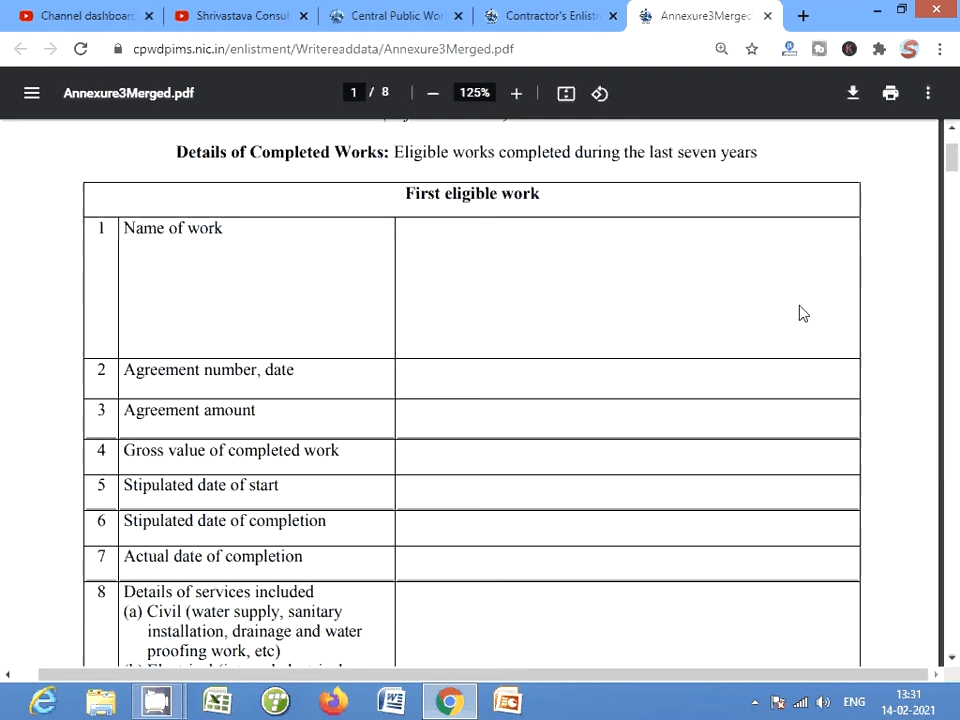 Channel dashboar
Shrivastava Consul
Central Public Wor
Contractor's Enlist
Annexure3Merged
cpwdpims.nic.in/enlistment/Writereaddata/Annexure3Merged.pdf
Annexure3Merged.pdf
1 / 8
125%
Details of Completed Works: Eligible works completed during the last seven years
First eligible work
1 Name of work
2 Agreement number, date
3 Agreement amount
4 Gross value of completed work
5 Stipulated date of start
6 Stipulated date of completion
7 Actual date of completion
8 Details of services included
(a) Civil (water supply, sanitary
installation, drainage and water
proofing work, etc)
ENG
13:31
14-02-2021